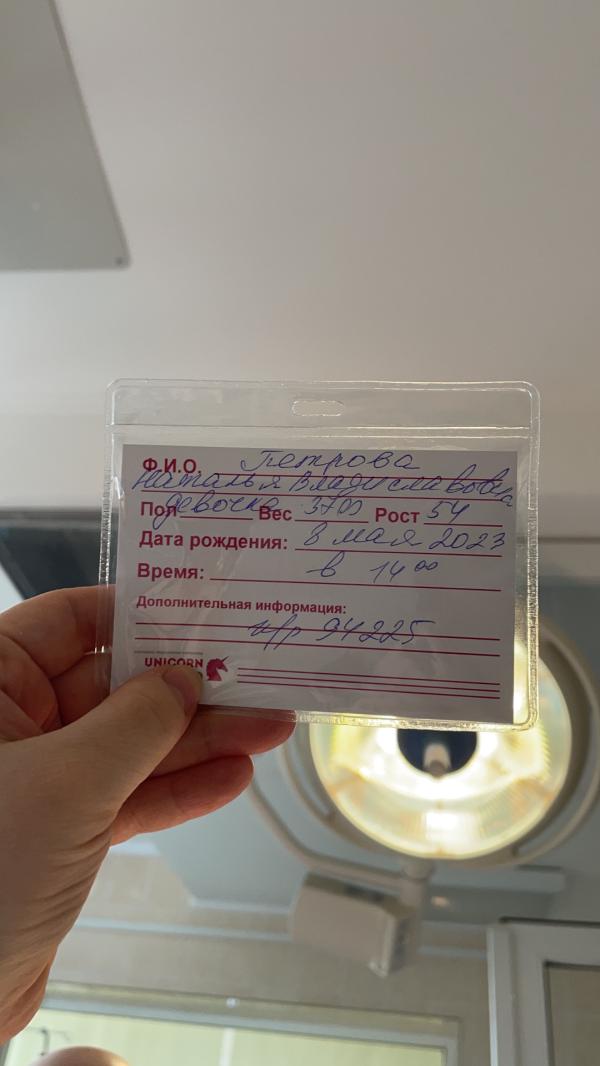 Ф.И.О. Петрова
Наталья Владиславовна
Пол девочка Вес 3700 Рост 54
Дата рождения: 8 мая 2023
Время: в 14⁰⁰
Дополнительная информация:
и/р 94225
UNICORN